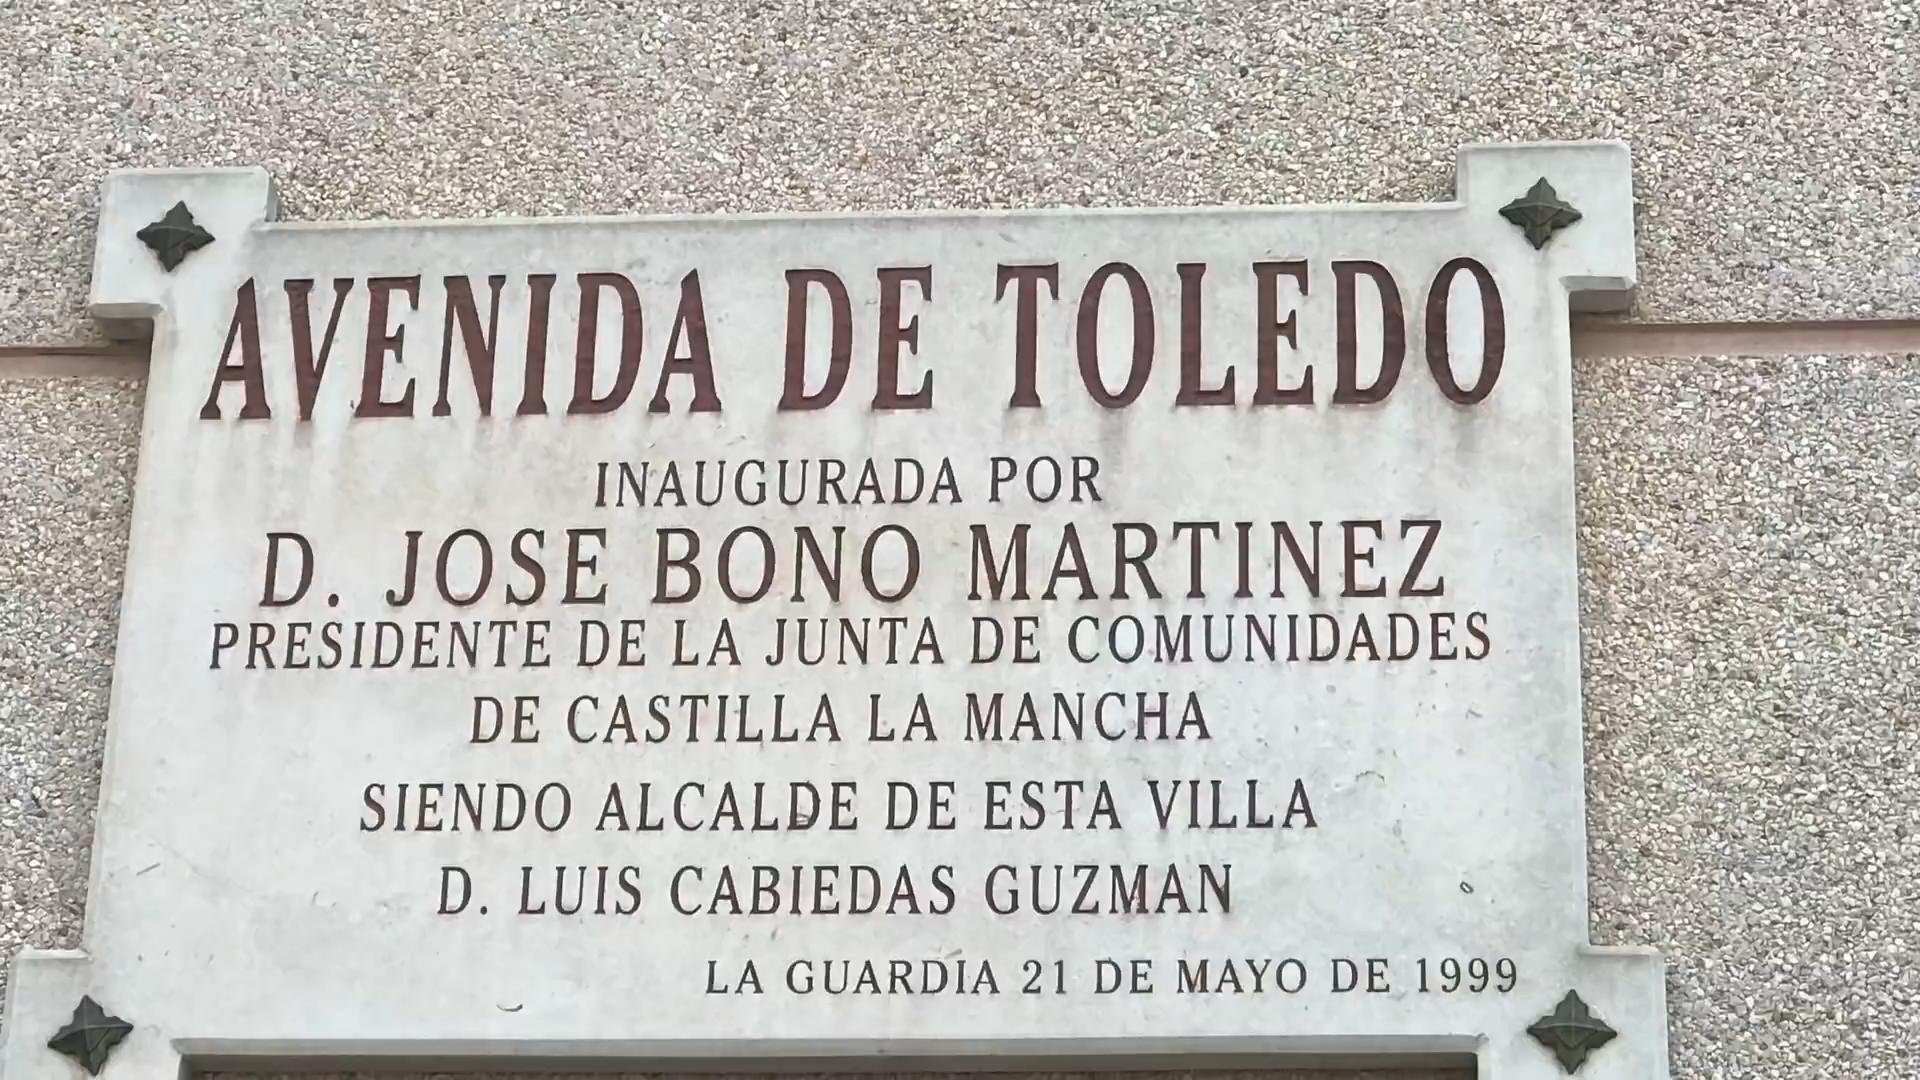 AVENIDA DE TOLEDO
INAUGURADA POR
D. JOSE BONO MARTINEZ
PRESIDENTE DE LA JUNTA DE COMUNIDADES
DE CASTILLA LA MANCHA
SIENDO ALCALDE DE ESTA VILLA
D. LUIS CABIEDAS GUZMAN
LA GUARDIA 21 DE MAYO DE 1999